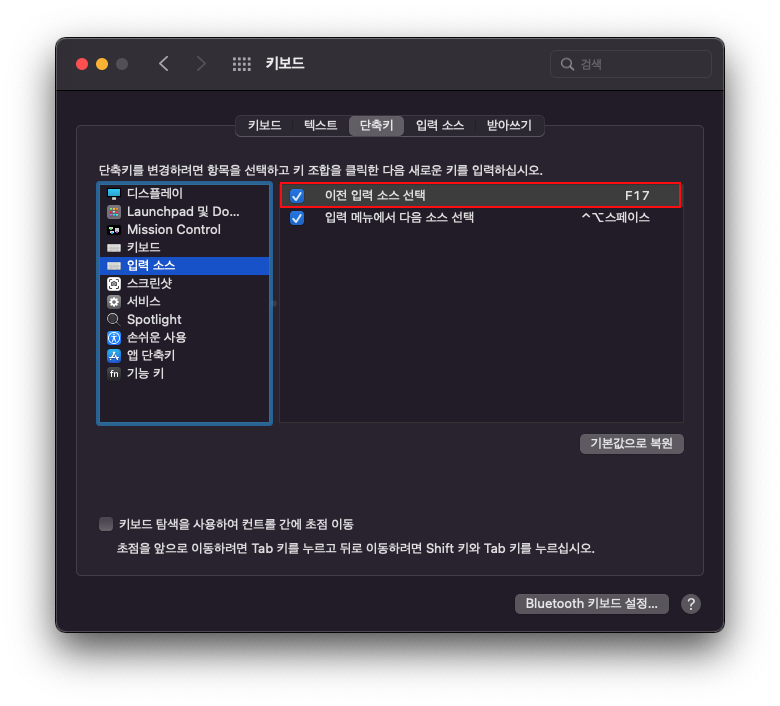 키보드
검색
키보드 텍스트 단축키 입력 소스 받아쓰기
단축키를 변경하려면 항목을 선택하고 키 조합을 클릭한 다음 새로운 키를 입력하십시오.
디스플레이
Launchpad 및 Do...
Mission Control
키보드
입력 소스
스크린샷
서비스
Spotlight
손쉬운 사용
앱 단축키
fn 기능 키
이전 입력 소스 선택 F17
입력 메뉴에서 다음 소스 선택 ^⌥스페이스
기본값으로 복원
키보드 탐색을 사용하여 컨트롤 간에 초점 이동
초점을 앞으로 이동하려면 Tab 키를 누르고 뒤로 이동하려면 Shift 키와 Tab 키를 누르십시오.
Bluetooth 키보드 설정... ?